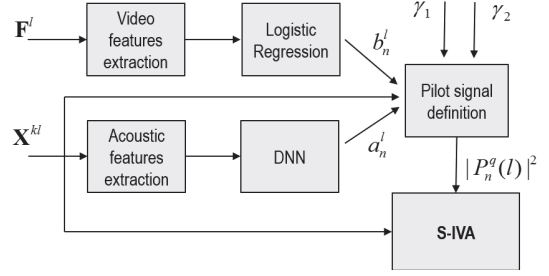 F^l
Video features extraction
Logistic Regression
b_n^l
γ_1
γ_2
Pilot signal definition
X^{kl}
Acoustic features extraction
DNN
a_n^l
|P_n^q(l)|^2
S-IVA